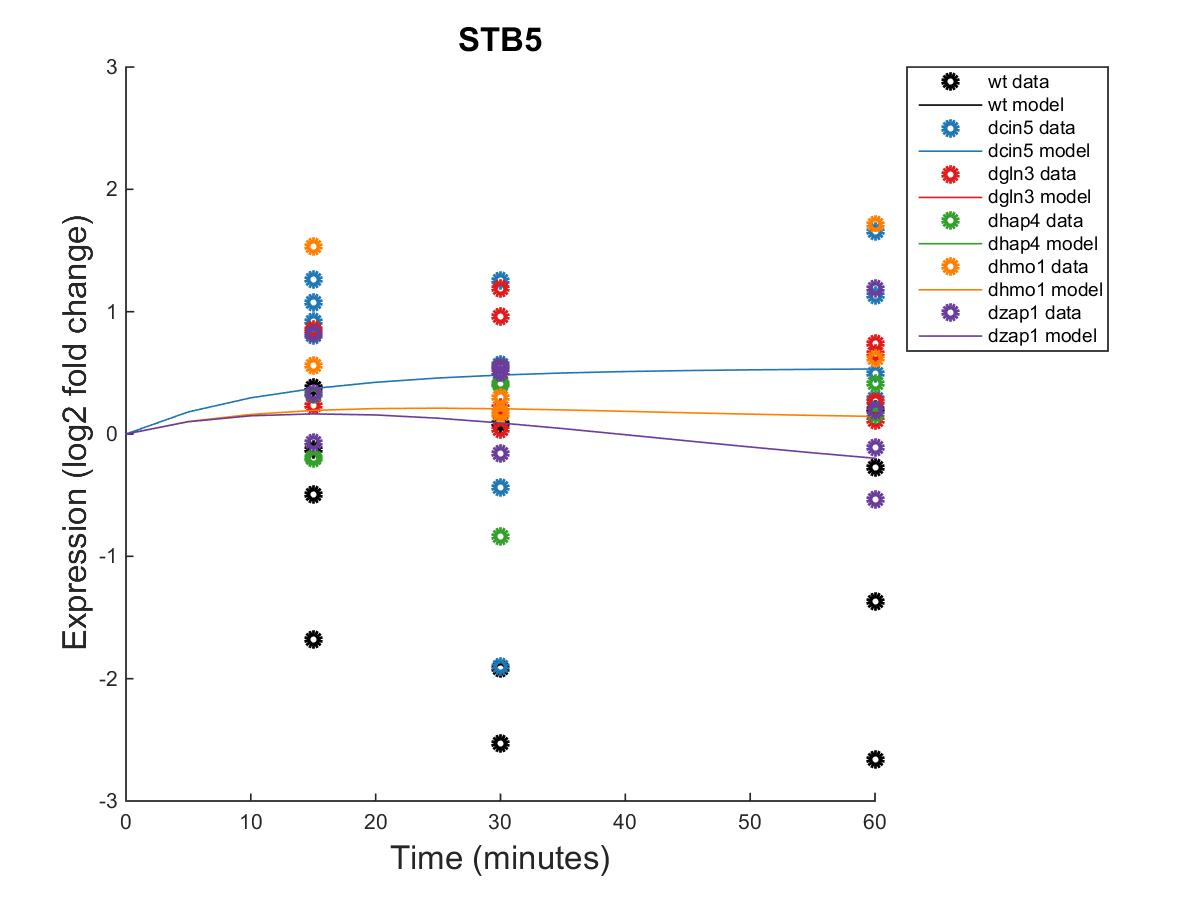 STB5
Expression (log2 fold change)
3
2
1
0
-1
-2
-3
0 10 20 30 40 50 60
Time (minutes)
wt data
wt model
dcin5 data
dcin5 model
dgln3 data
dgln3 model
dhap4 data
dhap4 model
dhmo1 data
dhmo1 model
dzap1 data
dzap1 model